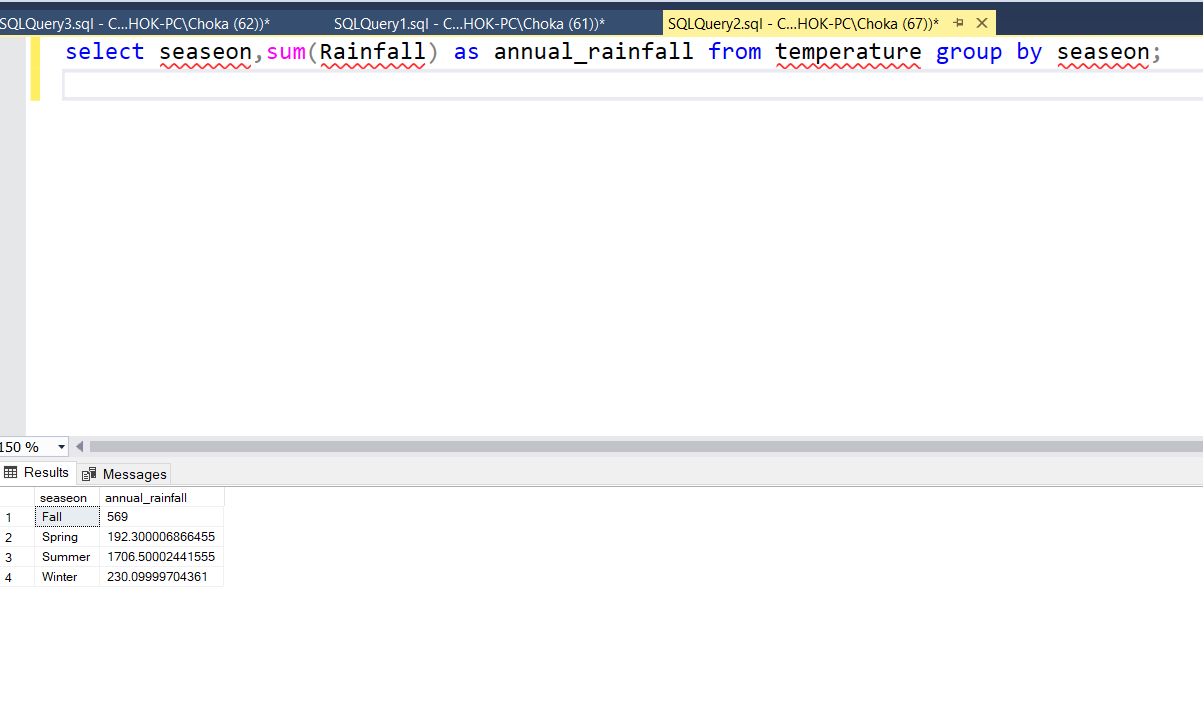 SQLQuery3.sql - C...HOK-PC\Choka (62))* SQLQuery1.sql - C...HOK-PC\Choka (61))* SQLQuery2.sql - C...HOK-PC\Choka (67))*
select seaseon,sum(Rainfall) as annual_rainfall from temperature group by seaseon;
150 %
Results Messages
seaseon annual_rainfall
1 Fall 569
2 Spring 192.300006866455
3 Summer 1706.50002441555
4 Winter 230.09999704361